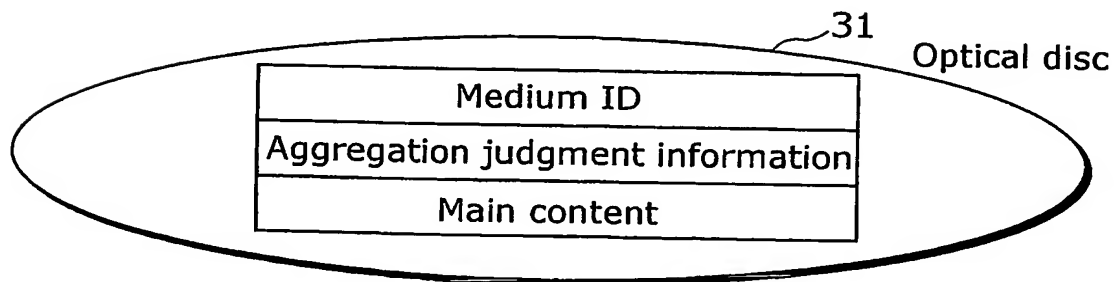 31
Optical disc
Medium ID
Aggregation judgment information
Main content